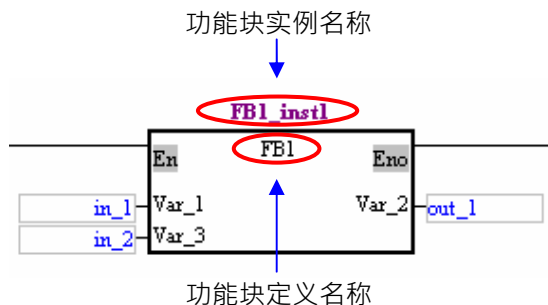 功能块实例名称
FB1_inst1
En FB1 Eno
in_1 Var_1 Var_2 out_1
in_2 Var_3
功能块定义名称